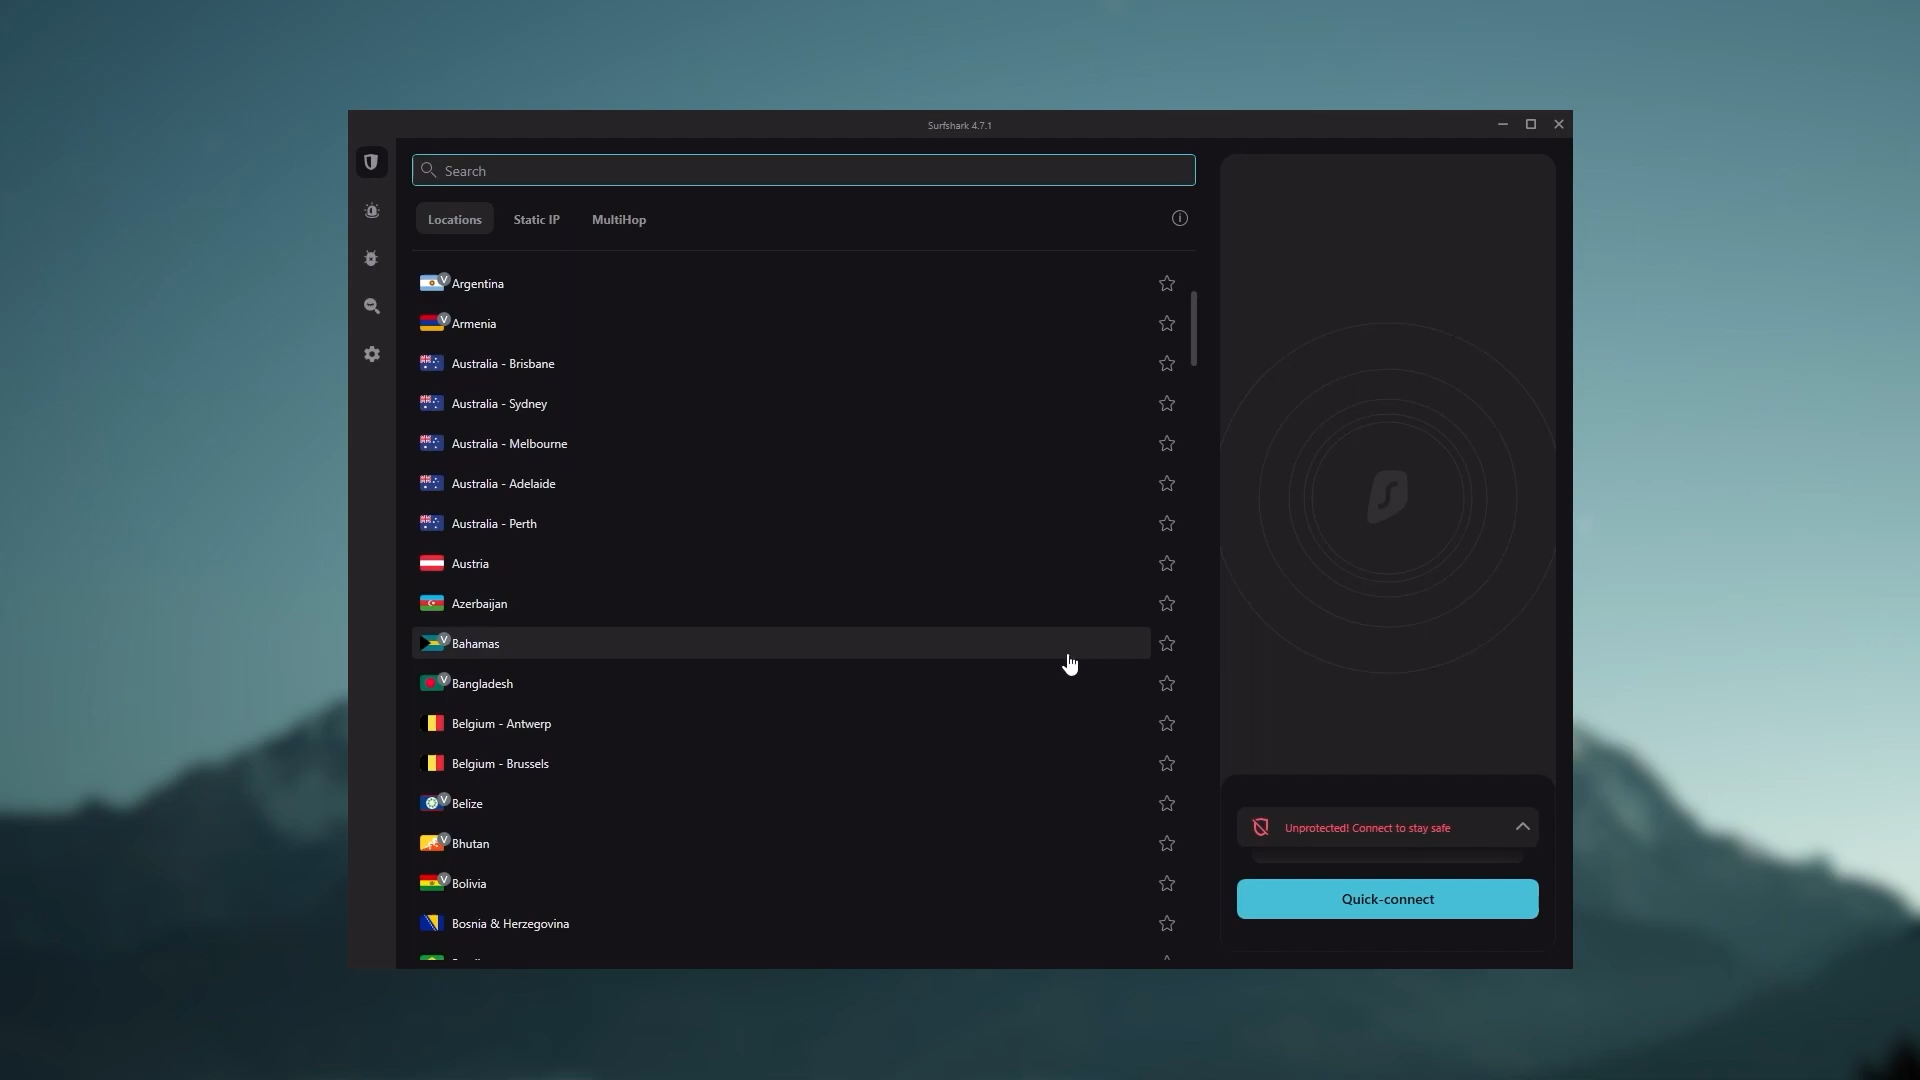 Surfshark 4.7.1
Search
Locations
Static IP
MultiHop
V Argentina
V Armenia
Australia - Brisbane
Australia - Sydney
Australia - Melbourne
Australia - Adelaide
Australia - Perth
Austria
Azerbaijan
V Bahamas
V Bangladesh
Belgium - Antwerp
Belgium - Brussels
V Belize
V Bhutan
V Bolivia
Bosnia & Herzegovina
Unprotected! Connect to stay safe
Quick-connect